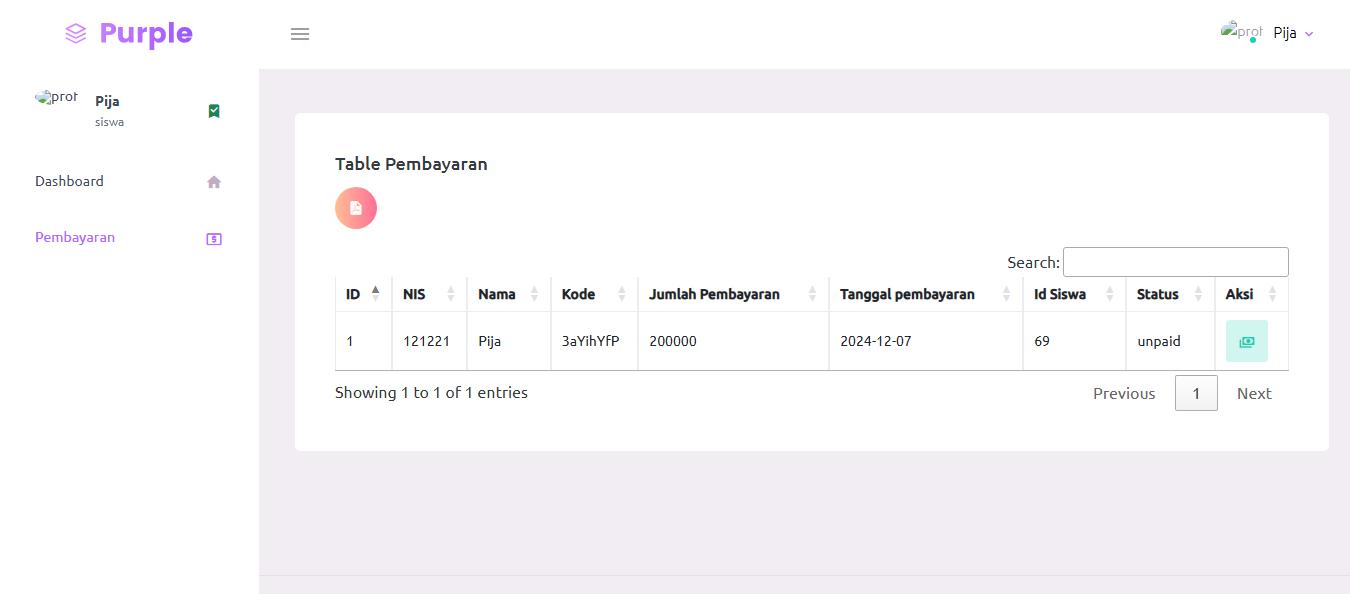 Purple
prof
Pija
prof
Pija
siswa
Dashboard
Pembayaran
Table Pembayaran
Search:
ID NIS Nama Kode Jumlah Pembayaran Tanggal pembayaran Id Siswa Status Aksi
1 121221 Pija 3aYihYfP 200000 2024-12-07 69 unpaid
Showing 1 to 1 of 1 entries
Previous 1 Next